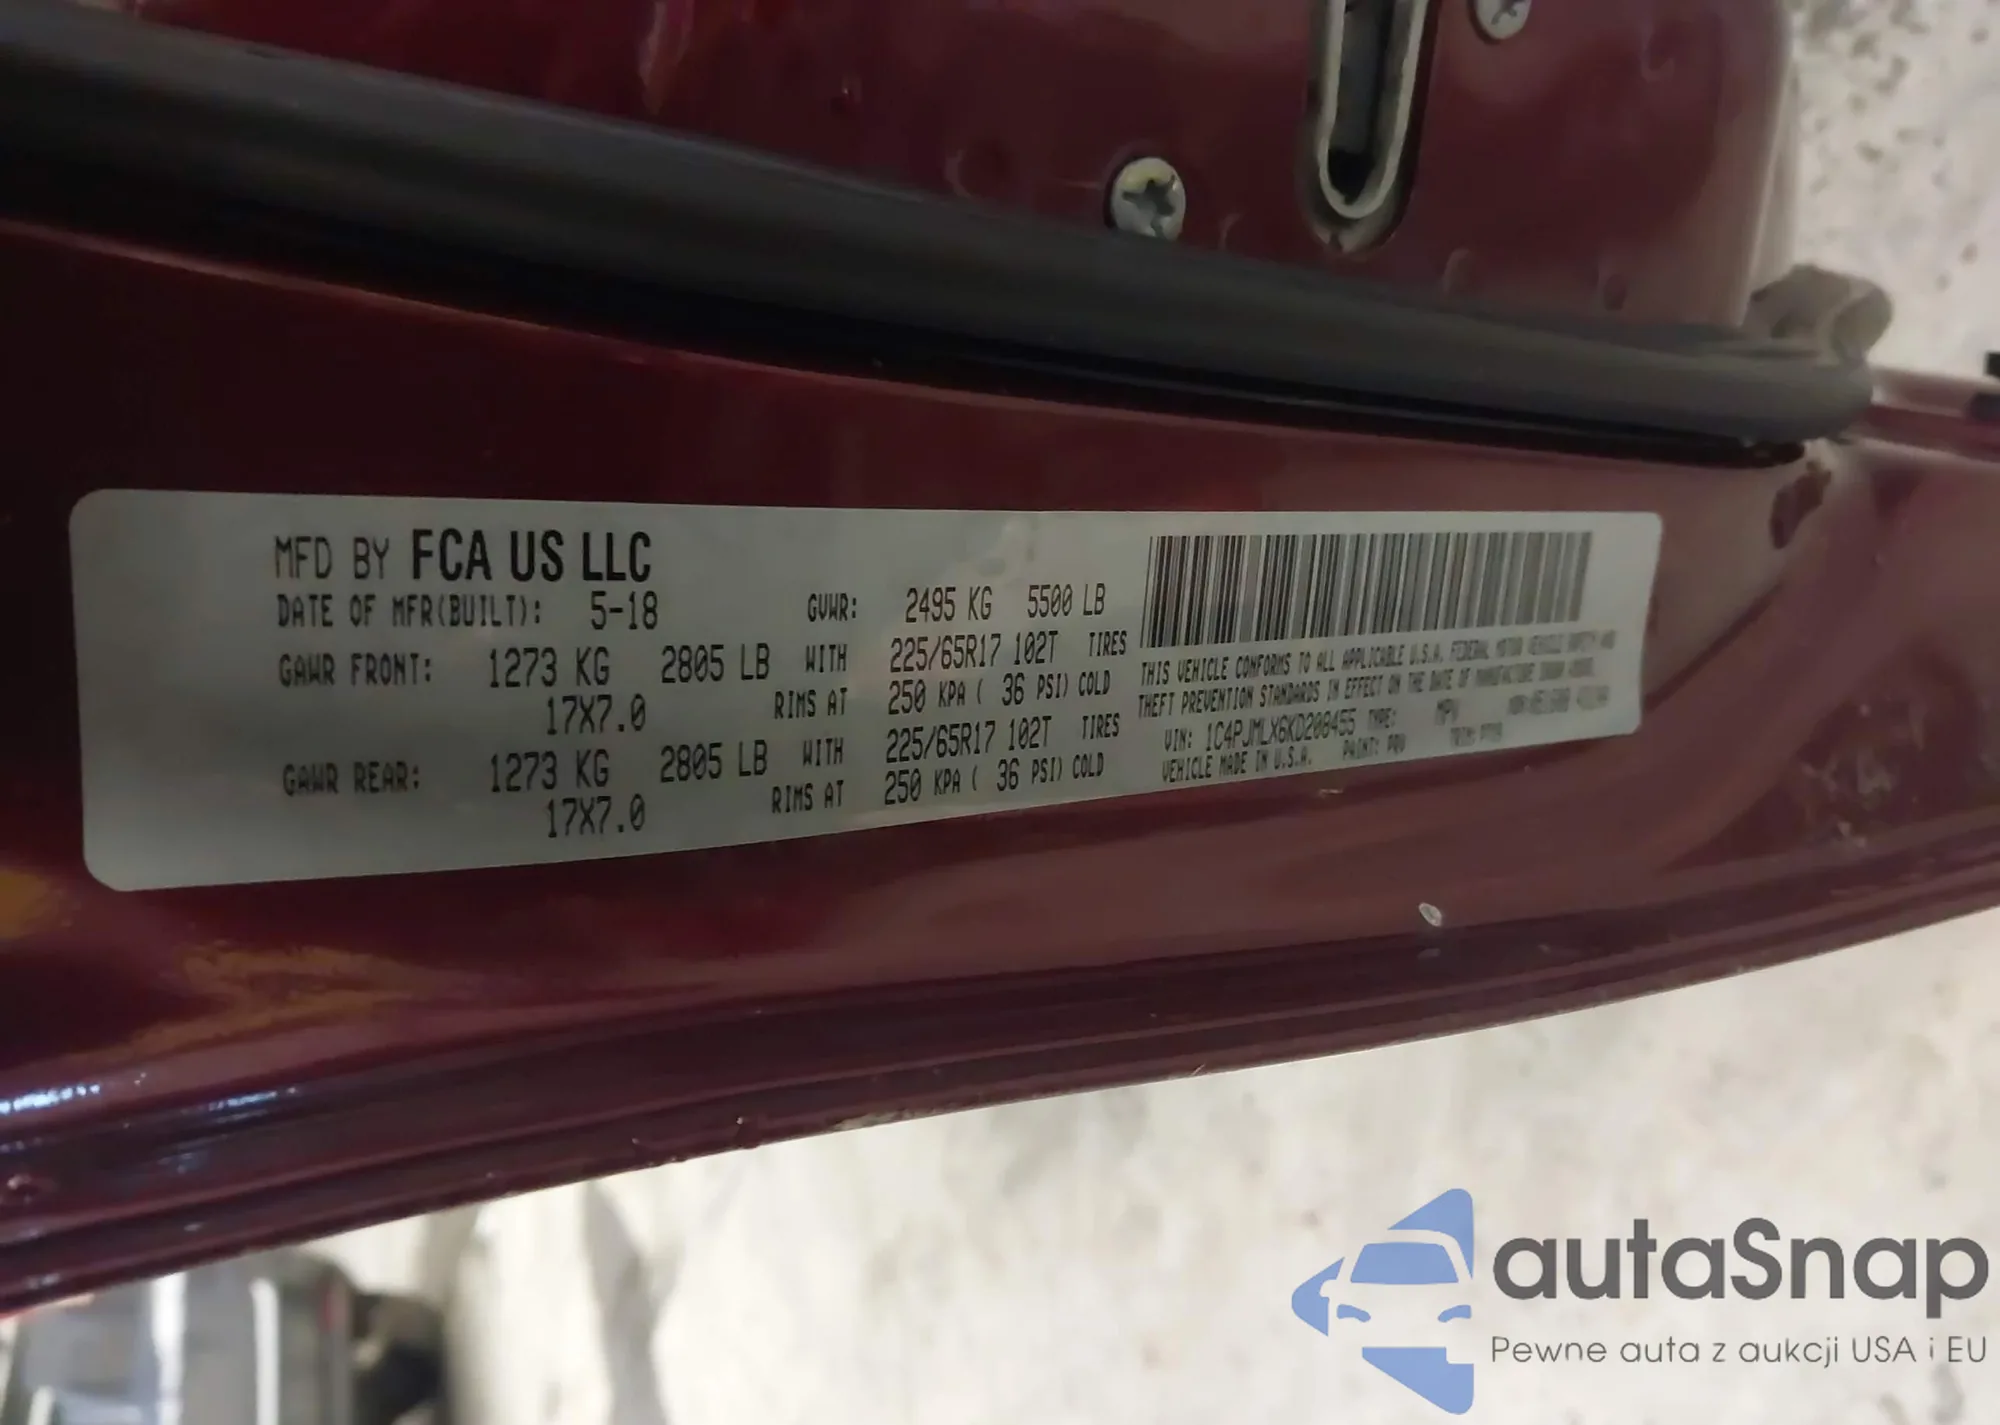 MFD BY FCA US LLC
DATE OF MFR(BUILT): 5-18 GVWR: 2495 KG 5500 LB
GAWR FRONT: 1273 KG 2805 LB WITH 225/65R17 102T TIRES
17X7.0 RIMS AT 250 KPA ( 36 PSI) COLD
GAWR REAR: 1273 KG 2805 LB WITH 225/65R17 102T TIRES
17X7.0 RIMS AT 250 KPA ( 36 PSI) COLD
THIS VEHICLE CONFORMS TO ALL APPLICABLE U.S.A. FEDERAL MOTOR VEHICLE SAFETY AND
THEFT PREVENTION STANDARDS IN EFFECT ON THE DATE OF MANUFACTURE SHOWN ABOVE.
VIN: 1C4PJMLX6KD208455 TYPE: MPV
VEHICLE MADE IN U.S.A. PAINT: PRV TRIM:
autaSnap
Pewne auta z aukcji USA i EU